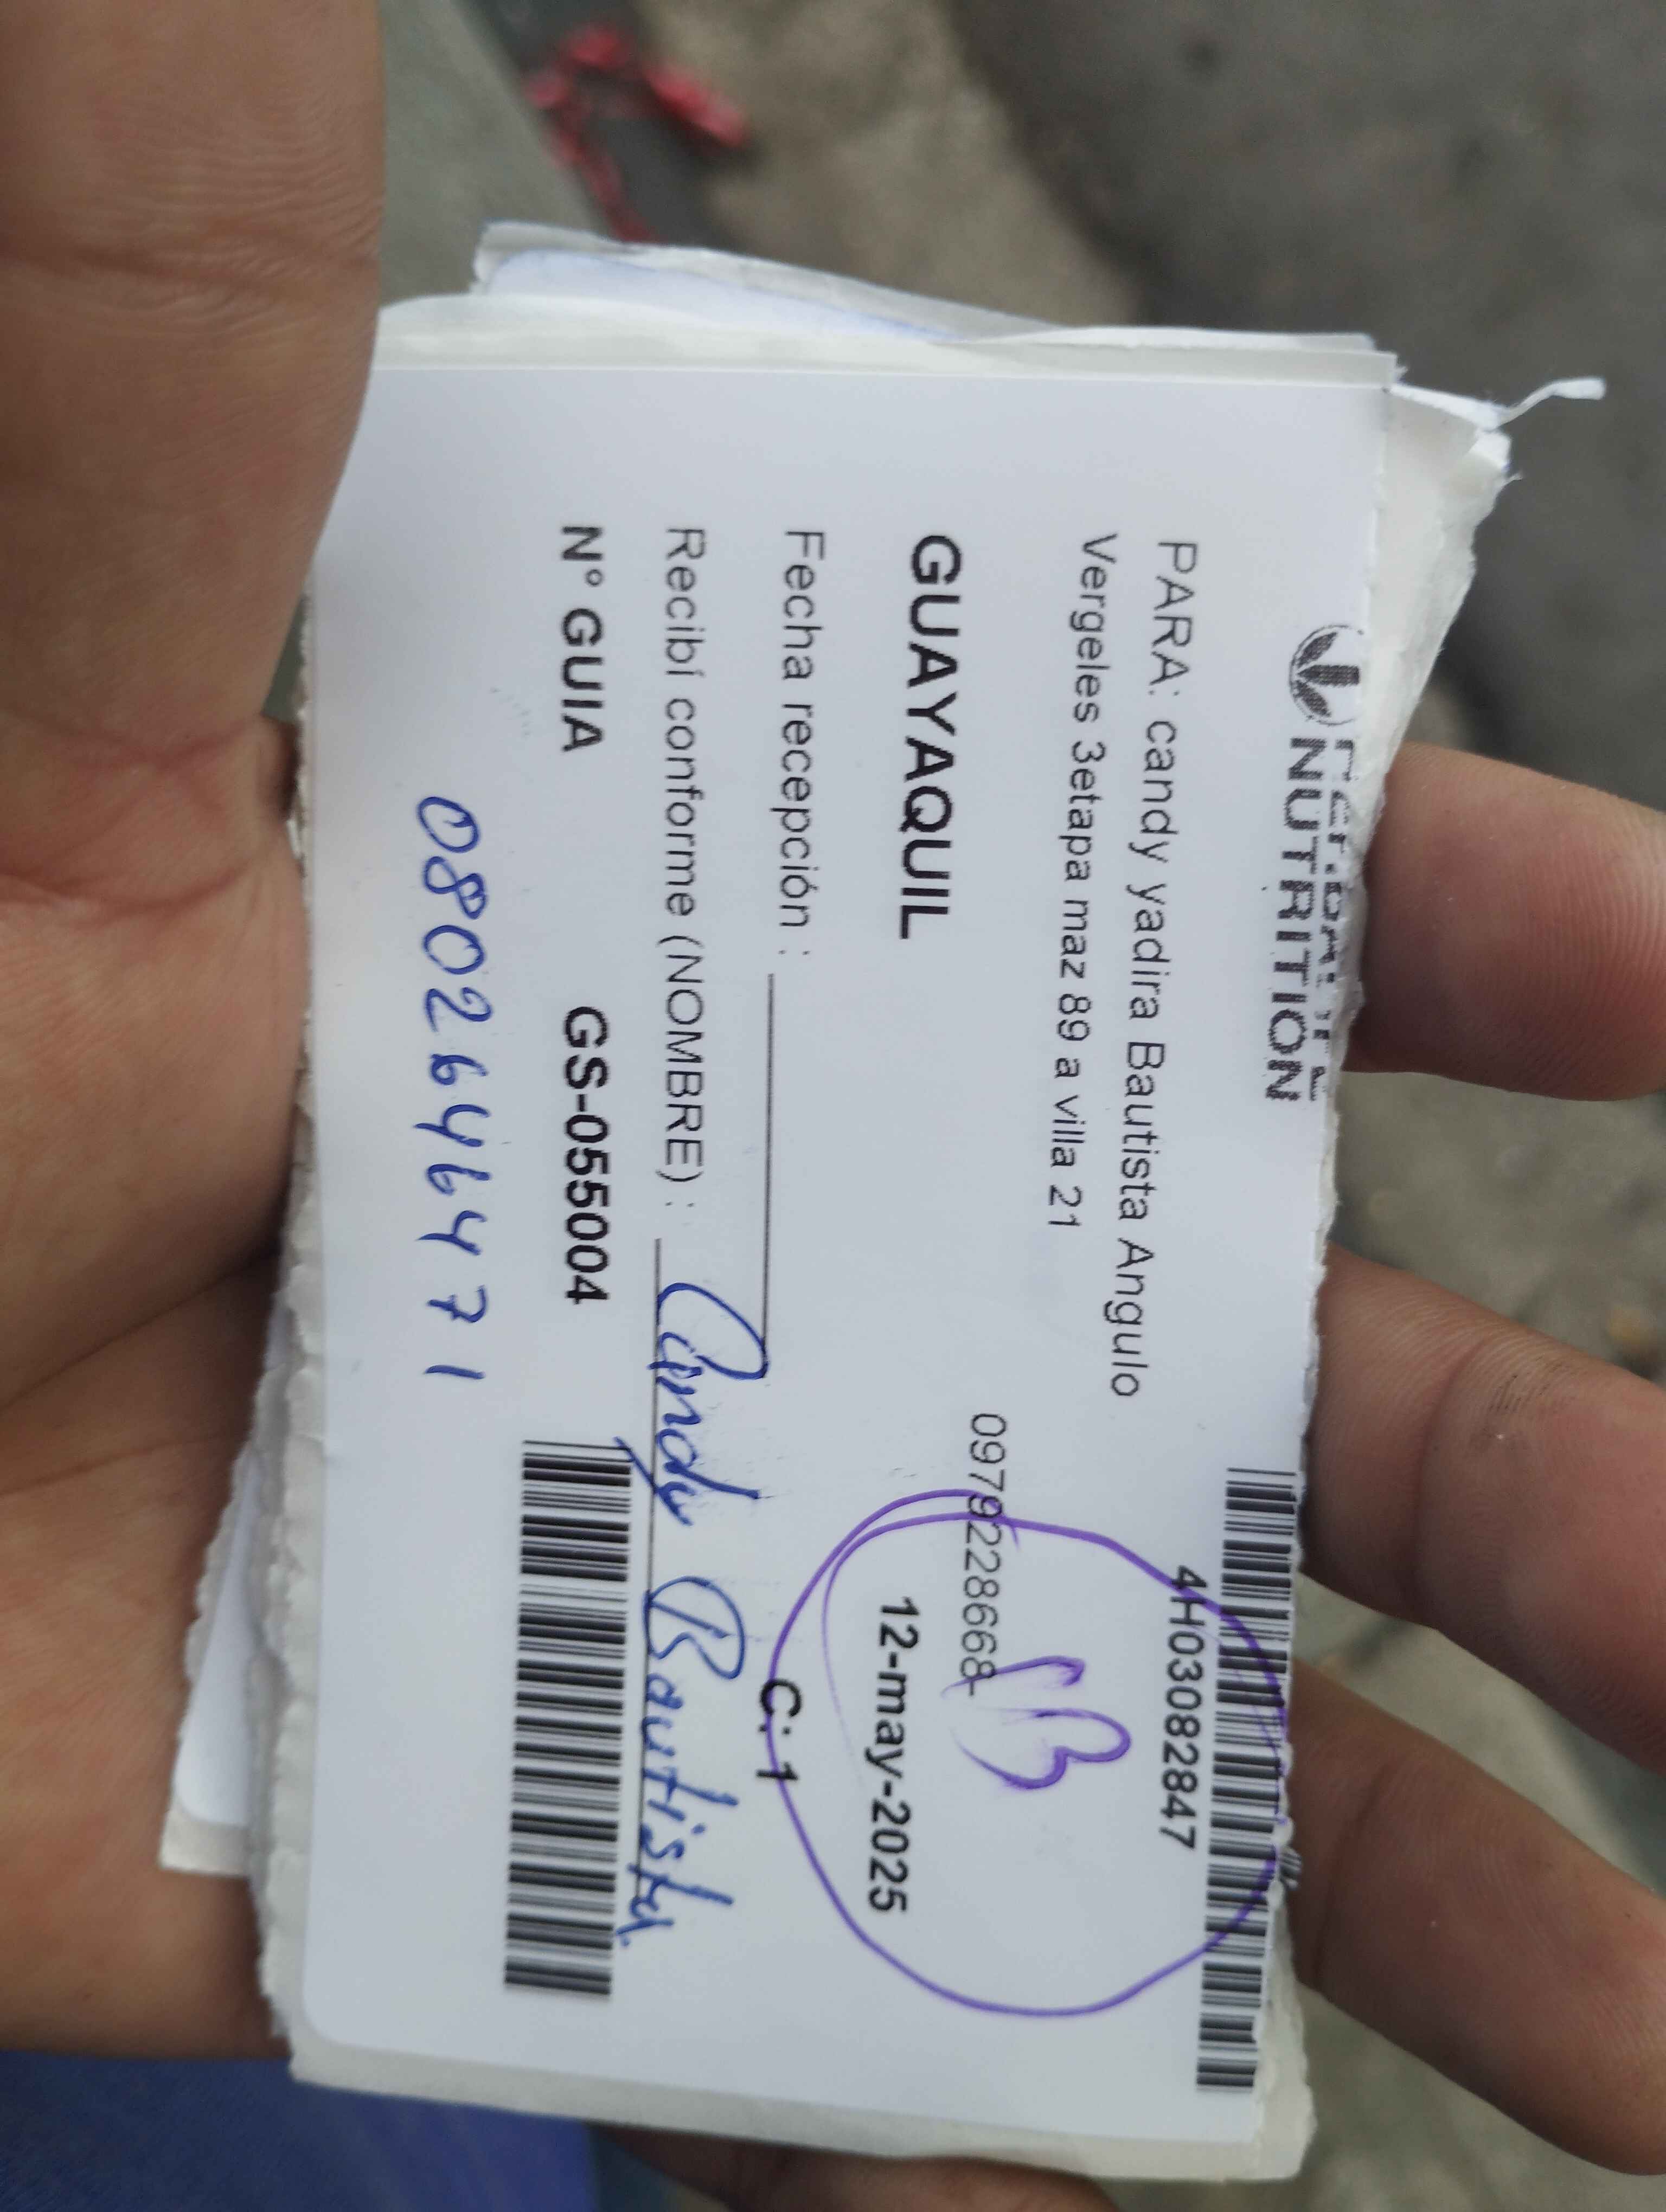 NUTRITION
4H03082847
PARA: candy yadira Bautista Angulo
Vergeles 3etapa maz 89 a villa 21
0979228668
GUAYAQUIL
12-may-2025
Fecha recepción :
C: 1
Recibí conforme (NOMBRE) : Candy Bautista
N° GUIA GS-055004
0802646471